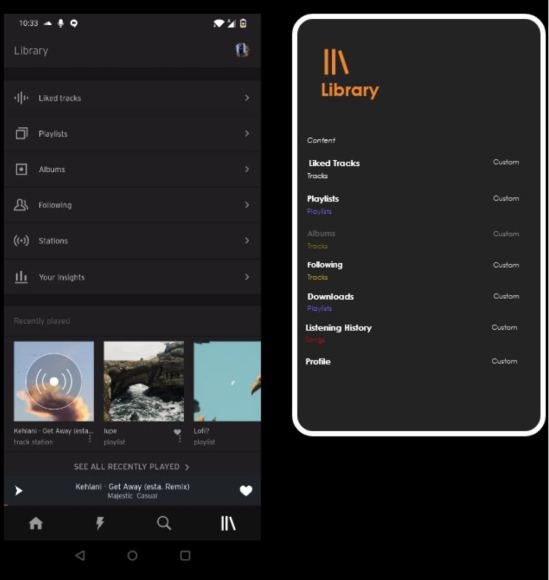 10:33
Library
Liked tracks
Playlists
Albums
Following
Stations
Your Insights
Recently played
Kehlani - Get Away (esta...
track station
lupe
playlist
Lofi?
playlist
SEE ALL RECENTLY PLAYED
Kehlani - Get Away (esta. Remix)
Majestic Casual
Library
Content
Liked Tracks Custom
Tracks
Playlists Custom
Playlists
Albums Custom
Tracks
Following Custom
Tracks
Downloads Custom
Playlists
Listening History Custom
Songs
Profile Custom